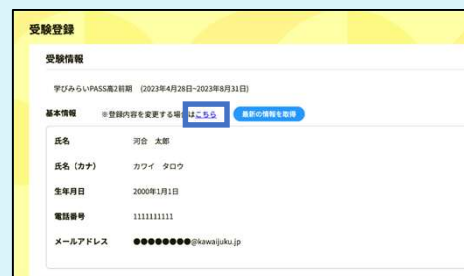 受験登録
受験情報
学びみらいPASS高2前期 (2023年4月28日~2023年8月31日)
基本情報 ※登録内容を変更する場合はこちら 最新の情報を取得
氏名 河合 太郎
氏名（カナ） カワイ タロウ
生年月日 2000年1月1日
電話番号 1111111111
メールアドレス ●●●●●●●●@kawaijuku.jp